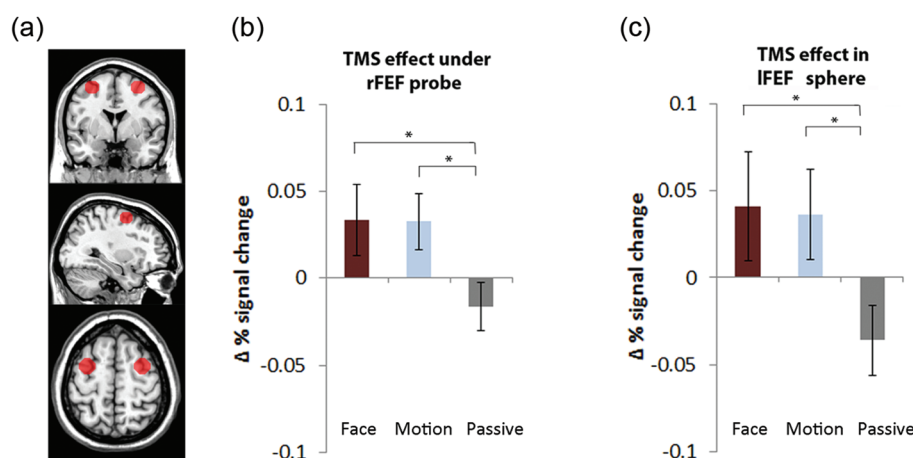 (a)
(b)
TMS effect under
rFEF probe
Δ % signal change
0.1
0.05
0
-0.05
-0.1
*
*
Face
Motion
Passive
(c)
TMS effect in
lFEF sphere
Δ % signal change
0.1
0.05
0
-0.05
-0.1
*
*
Face
Motion
Passive